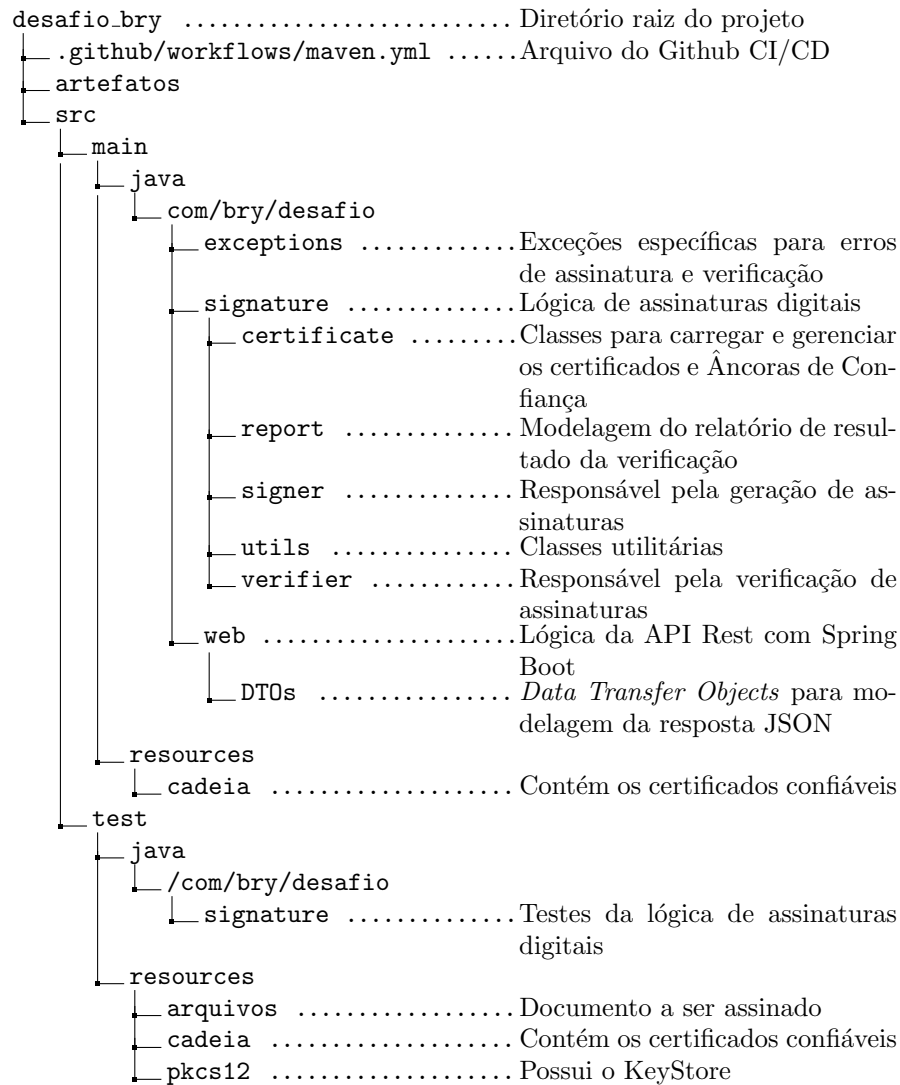 desafio_bry ........................... Diretório raiz do projeto
.github/workflows/maven.yml ......Arquivo do Github CI/CD
artefatos
src
main
java
com/bry/desafio
exceptions .............Exceções específicas para erros
de assinatura e verificação
signature ..............Lógica de assinaturas digitais
certificate .........Classes para carregar e gerenciar
os certificados e Âncoras de Con-
fiança
report ..............Modelagem do relatório de resul-
tado da verificação
signer ..............Responsável pela geração de as-
sinaturas
utils ...............Classes utilitárias
verifier ............Responsável pela verificação de
assinaturas
web .....................Lógica da API Rest com Spring
Boot
DTOs ................Data Transfer Objects para mo-
delagem da resposta JSON
resources
cadeia ....................Contém os certificados confiáveis
test
java
/com/bry/desafio
signature ..............Testes da lógica de assinaturas
digitais
resources
arquivos ..................Documento a ser assinado
cadeia ....................Contém os certificados confiáveis
pkcs12 ....................Possui o KeyStore